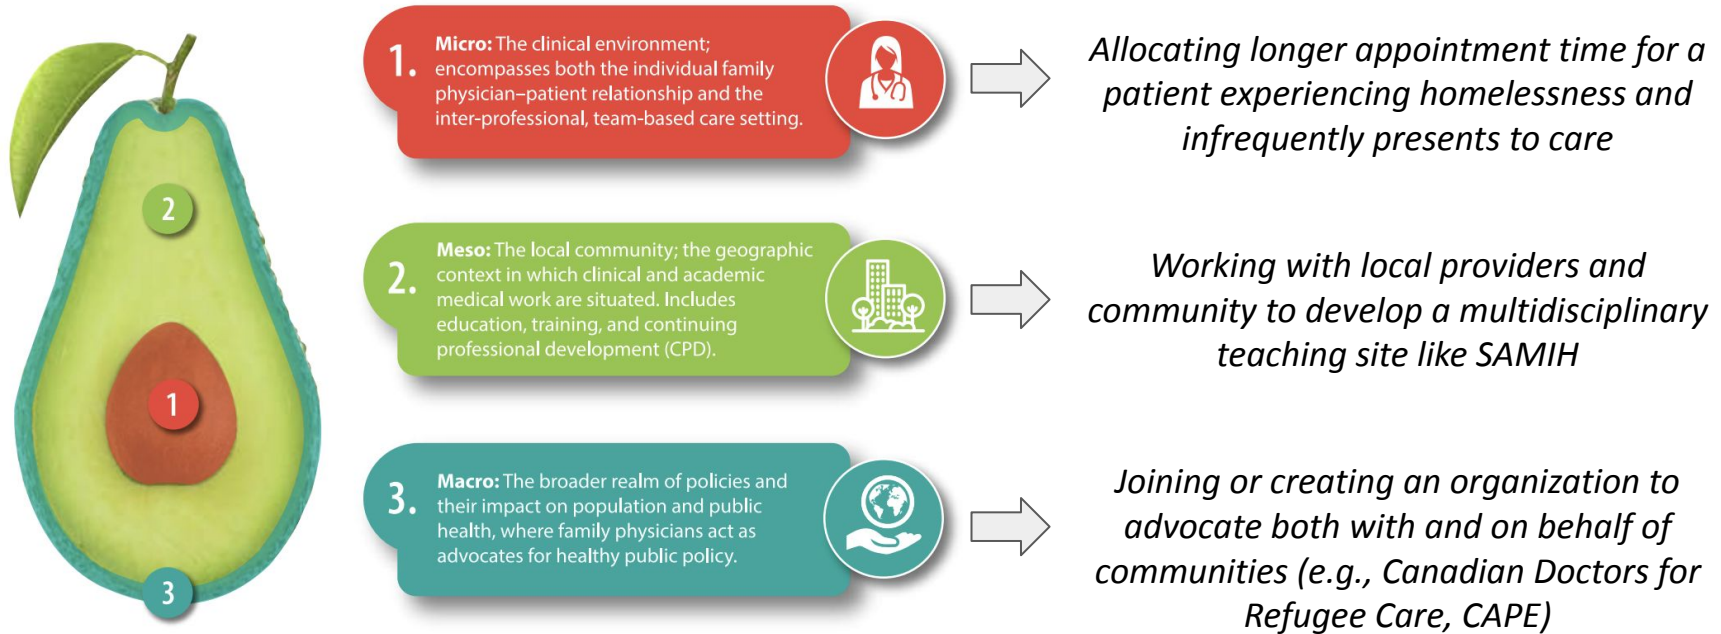 1.
Micro: The clinical environment;
encompasses both the individual family
physician–patient relationship and the
inter-professional, team-based care setting.
Allocating longer appointment time for a
patient experiencing homelessness and
infrequently presents to care
2.
Meso: The local community; the geographic
context in which clinical and academic
medical work are situated. Includes
education, training, and continuing
professional development (CPD).
Working with local providers and
community to develop a multidisciplinary
teaching site like SAMIH
3.
Macro: The broader realm of policies and
their impact on population and public
health, where family physicians act as
advocates for healthy public policy.
Joining or creating an organization to
advocate both with and on behalf of
communities (e.g., Canadian Doctors for
Refugee Care, CAPE)
2
1
3